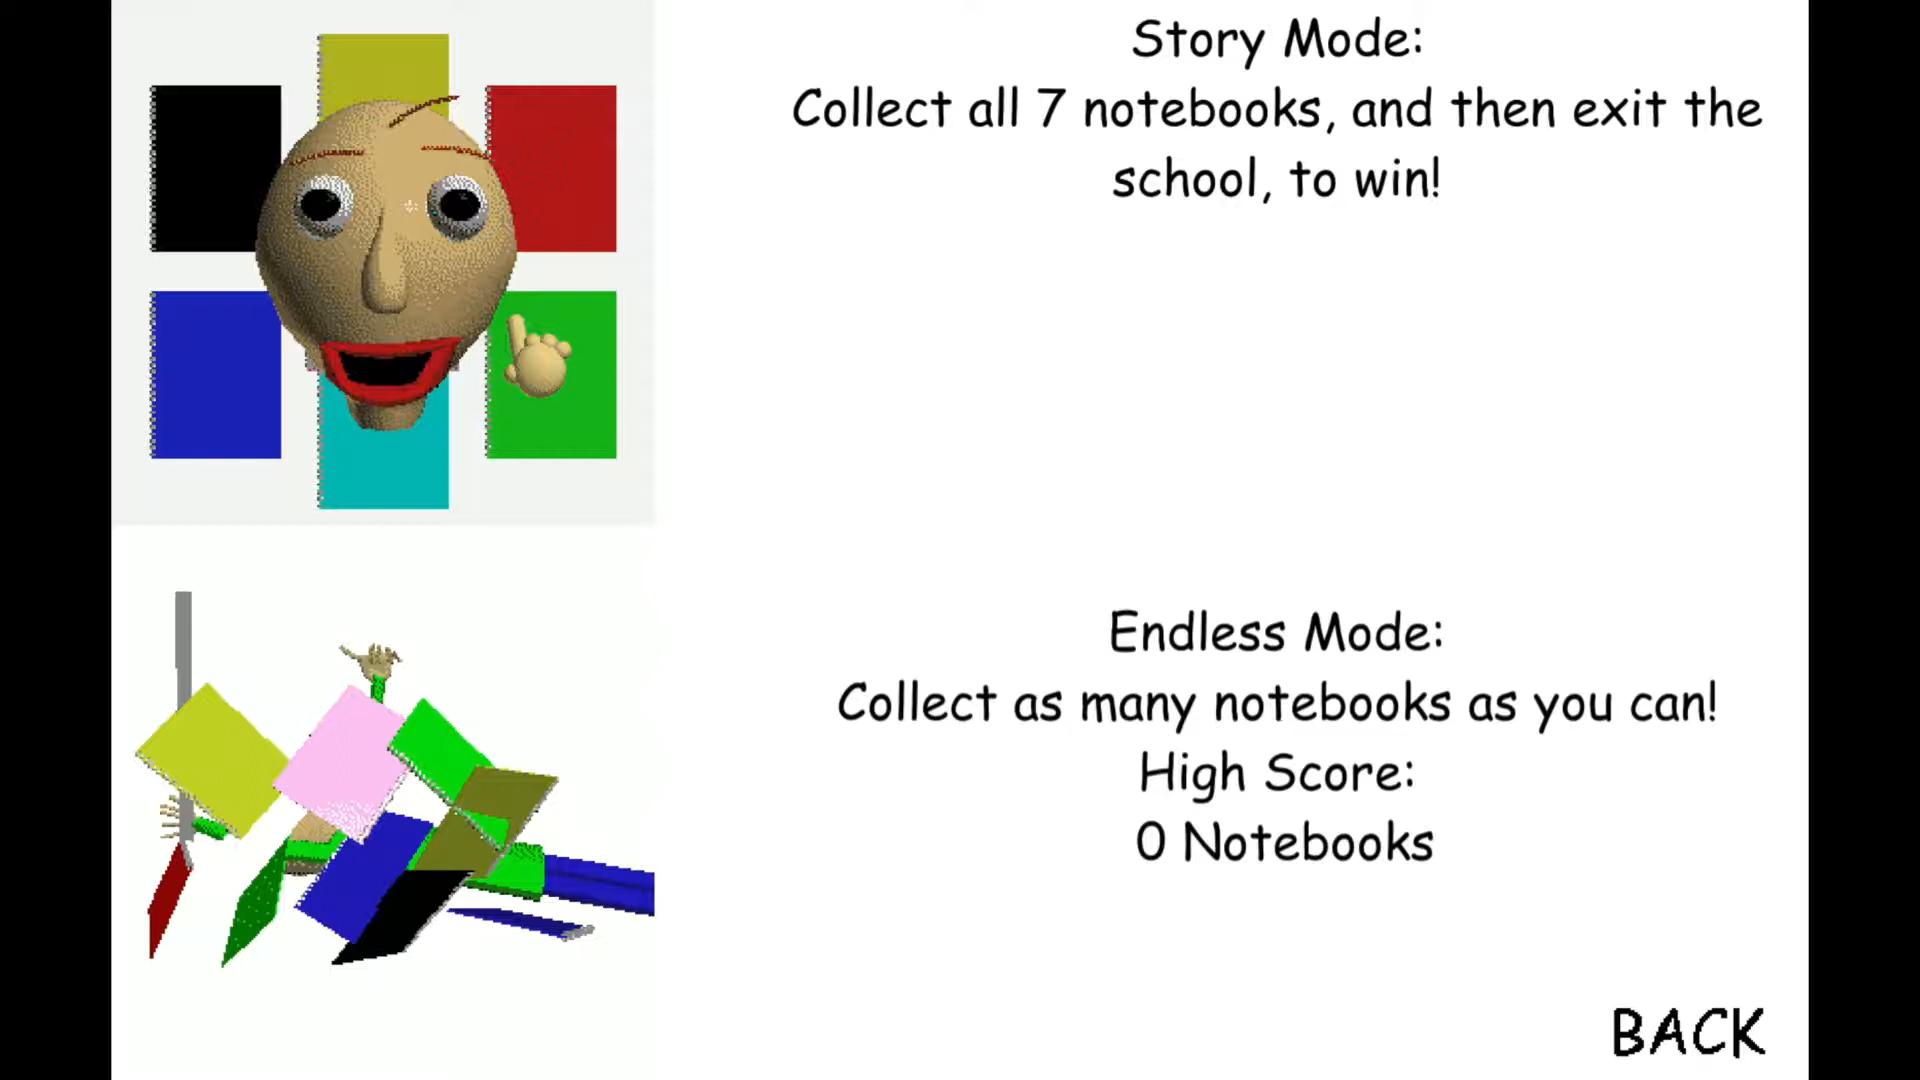 Story Mode:
Collect all 7 notebooks, and then exit the
school, to win!
Endless Mode:
Collect as many notebooks as you can!
High Score:
0 Notebooks
BACK